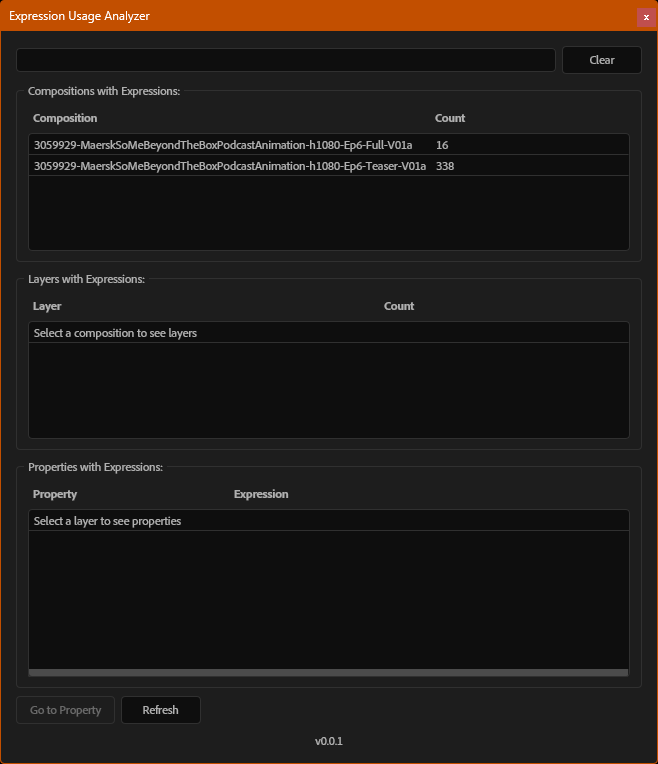 Expression Usage Analyzer
x
Clear
Compositions with Expressions:
Composition Count
3059929-MaerskSoMeBeyondTheBoxPodcastAnimation-h1080-Ep6-Full-V01a 16
3059929-MaerskSoMeBeyondTheBoxPodcastAnimation-h1080-Ep6-Teaser-V01a 338
Layers with Expressions:
Layer Count
Select a composition to see layers
Properties with Expressions:
Property Expression
Select a layer to see properties
Go to Property Refresh
v0.0.1